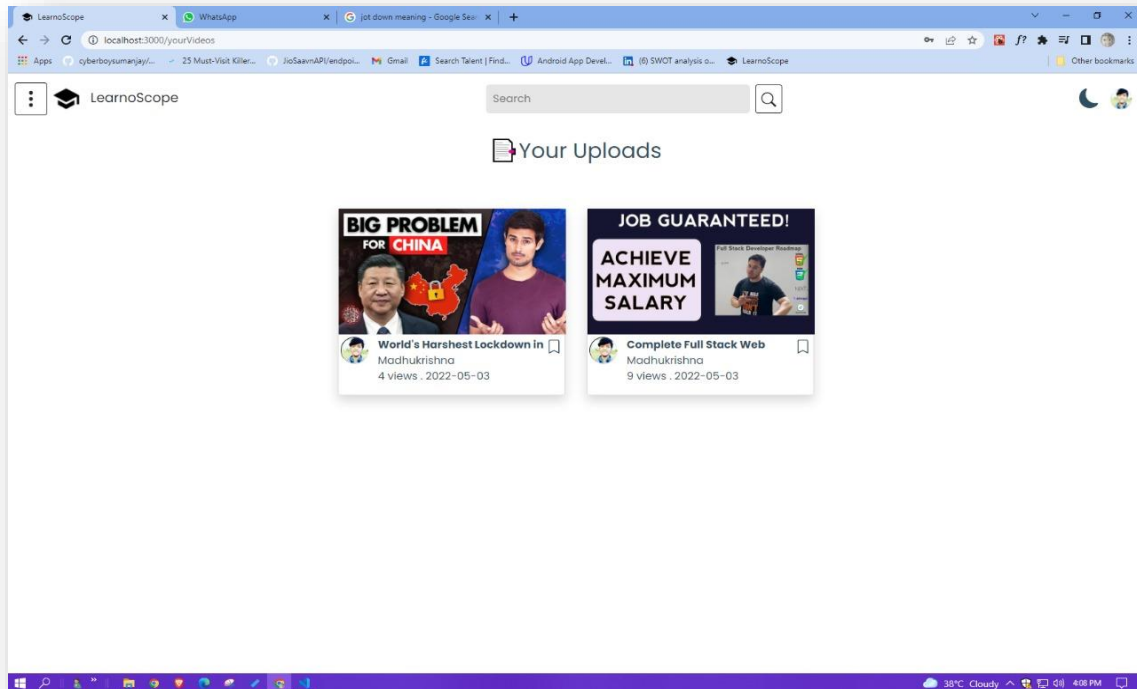 LearnoScope
WhatsApp
jot down meaning - Google Sear
localhost:3000/yourVideos
Apps
cyberboysumanjay/...
25 Must-Visit Killer...
JioSaavnAPI/endpoi...
Gmail
Search Talent | Find...
Android App Devel...
(6) SWOT analysis o...
LearnoScope
Other bookmarks
LearnoScope
Search
Your Uploads
BIG PROBLEM
FOR CHINA
JOB GUARANTEED!
ACHIEVE
MAXIMUM
SALARY
Full Stack Developer Roadmap
World's Harshest Lockdown in
Madhukrishna
4 views . 2022-05-03
Complete Full Stack Web
Madhukrishna
9 views . 2022-05-03
38°C Cloudy
4:08 PM